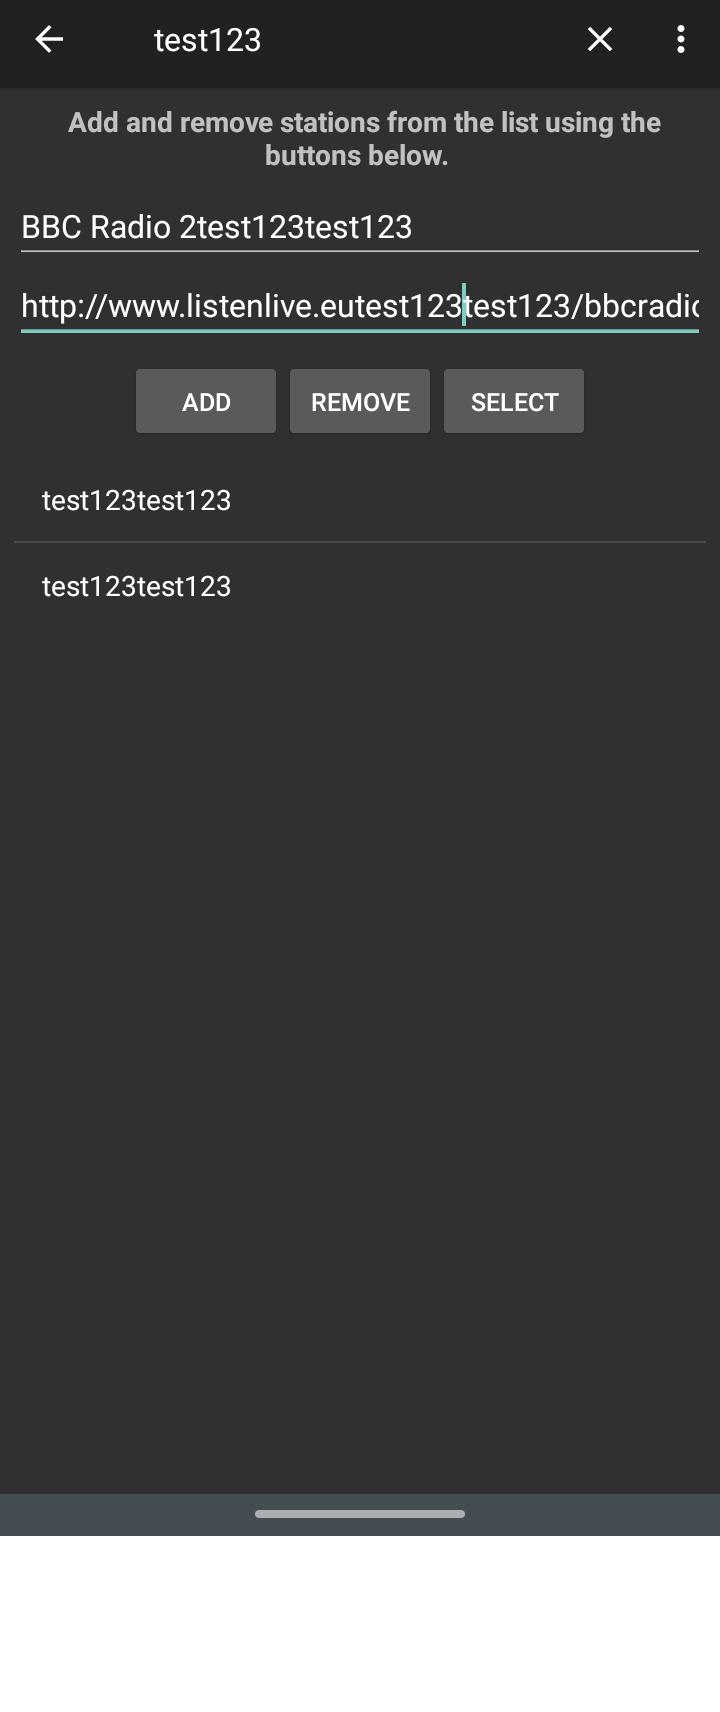 test123
Add and remove stations from the list using the
buttons below.
BBC Radio 2test123test123
http://www.listenlive.eutest123test123/bbcradio
ADD REMOVE SELECT
test123test123
test123test123